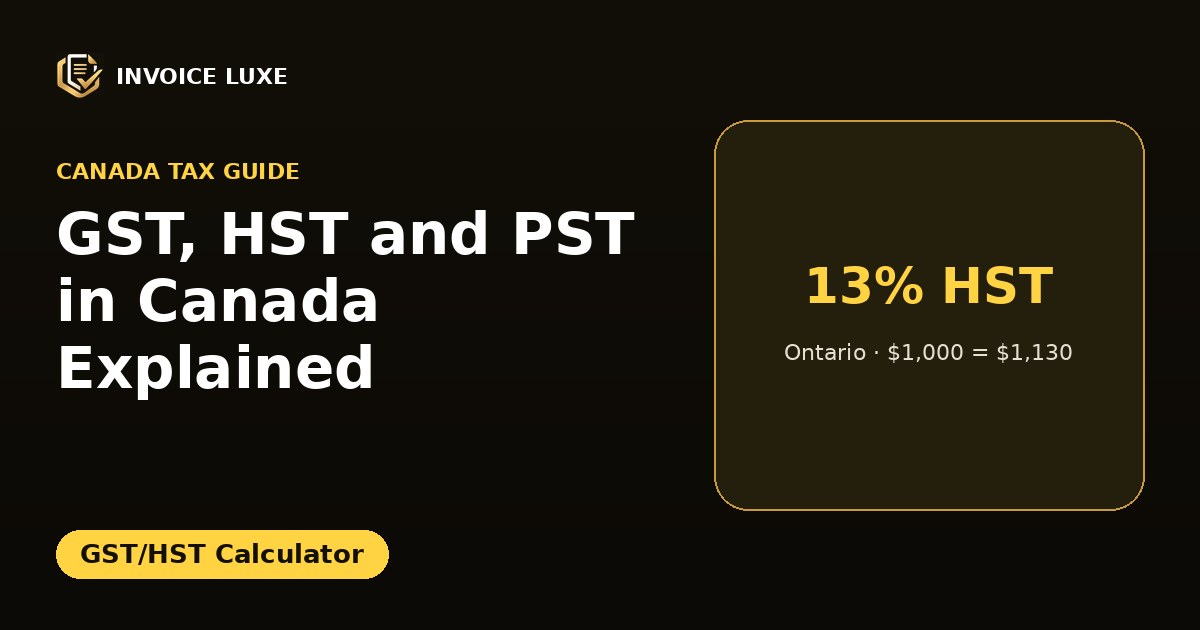 INVOICE LUXE
CANADA TAX GUIDE
GST, HST and PST
in Canada
Explained
13% HST
Ontario · $1,000 = $1,130
GST/HST Calculator